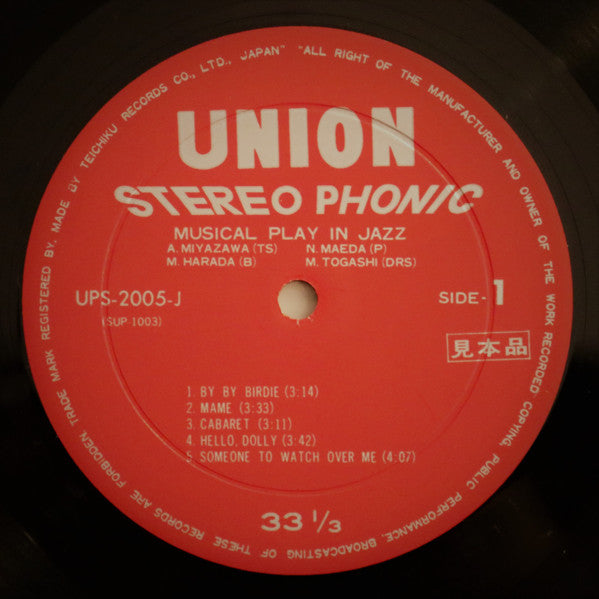 TRADE MARK REGISTERED BY. MADE BY TEICHIKU RECORDS CO., LTD., JAPAN" "ALL RIGHT OF THE MANUFACTURER AND OWNER OF THE WORK RECORDED COPYING, PUBLIC PERFORMANCE, BROADCASTING OF THESE RECORDS ARE FORBIDDEN.
UNION
STEREO PHONIC
MUSICAL PLAY IN JAZZ
A. MIYAZAWA (TS) N. MAEDA (P)
M. HARADA (B) M. TOGASHI (DRS)
UPS-2005-J SIDE-1
(SUP-1003)
見本品
1. BY BY BIRDIE (3:14)
2. MAME (3:33)
3. CABARET (3:11)
4. HELLO, DOLLY (3:42)
5. SOMEONE TO WATCH OVER ME (4:07)
33 1/3